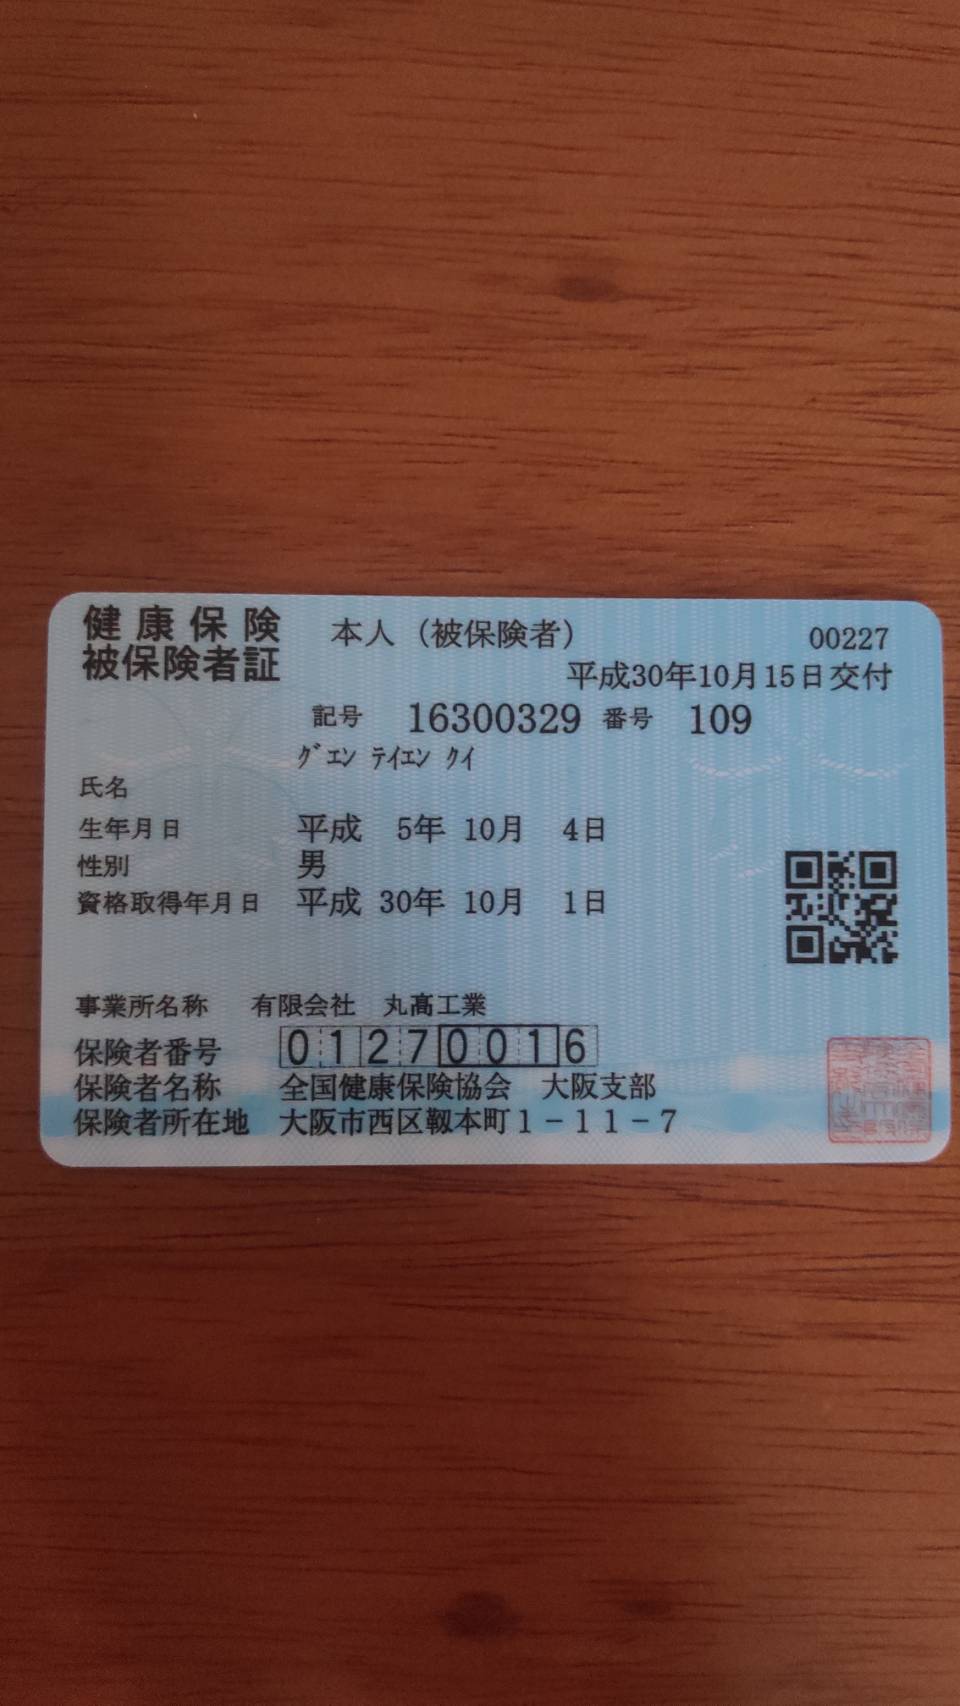 健康保険 本人（被保険者） 00227
被保険者証 平成30年10月15日交付
記号 16300329 番号 109
ｸﾞエン テイエン クイ
氏名
生年月日 平成 5年 10月 4日
性別 男
資格取得年月日 平成 30年 10月 1日
事業所名称 有限会社 丸髙工業
保険者番号 01270016
保険者名称 全国健康保険協会 大阪支部
保険者所在地 大阪市西区靱本町1－11－7